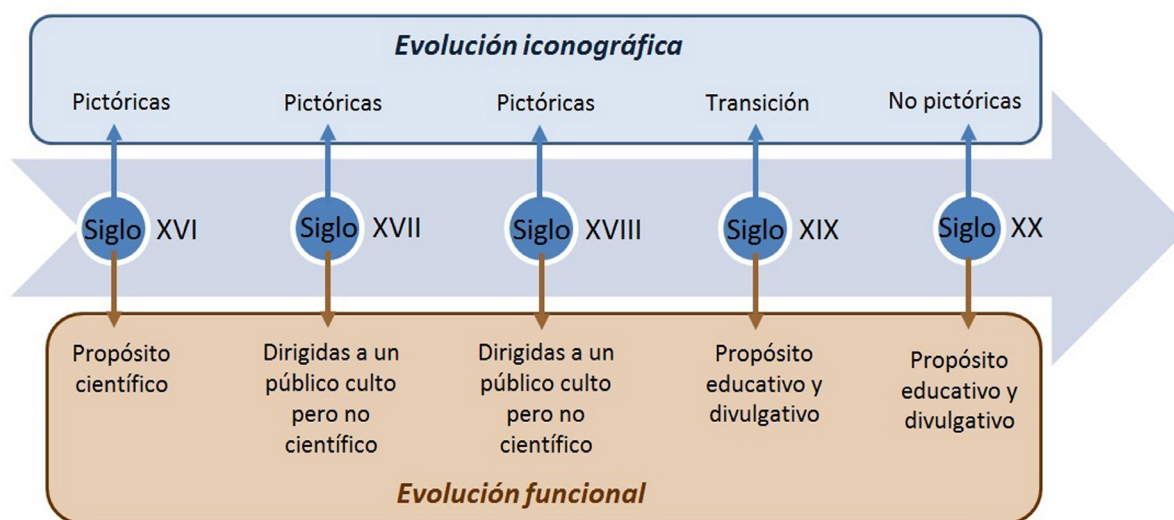 Evolución iconográfica
Pictóricas
Pictóricas
Pictóricas
Transición
No pictóricas
Siglo XVI
Siglo XVII
Siglo XVIII
Siglo XIX
Siglo XX
Propósito
científico
Dirigidas a un
público culto
pero no
científico
Dirigidas a un
público culto
pero no
científico
Propósito
educativo y
divulgativo
Propósito
educativo y
divulgativo
Evolución funcional